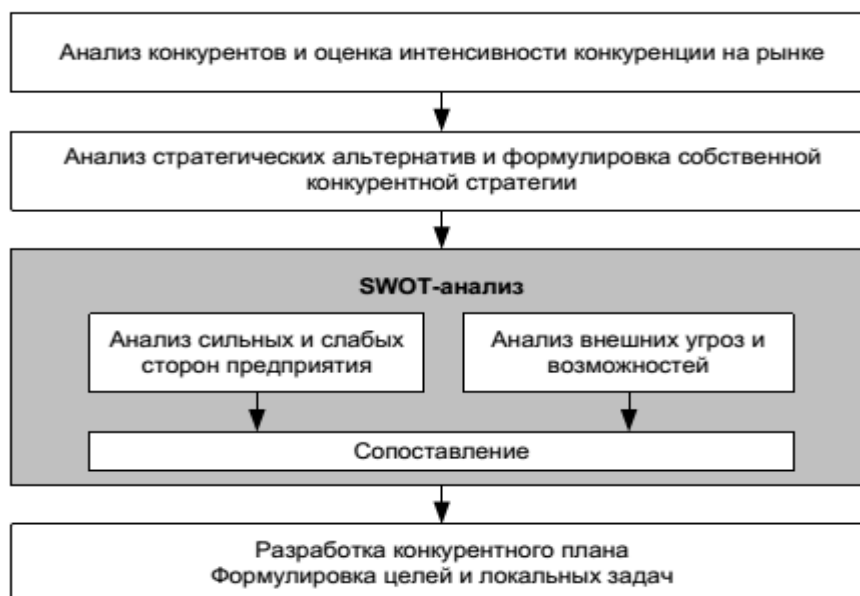 Анализ конкурентов и оценка интенсивности конкуренции на рынке
Анализ стратегических альтернатив и формулировка собственной
конкурентной стратегии
SWOT-анализ
Анализ сильных и слабых
сторон предприятия
Анализ внешних угроз и
возможностей
Сопоставление
Разработка конкурентного плана
Формулировка целей и локальных задач